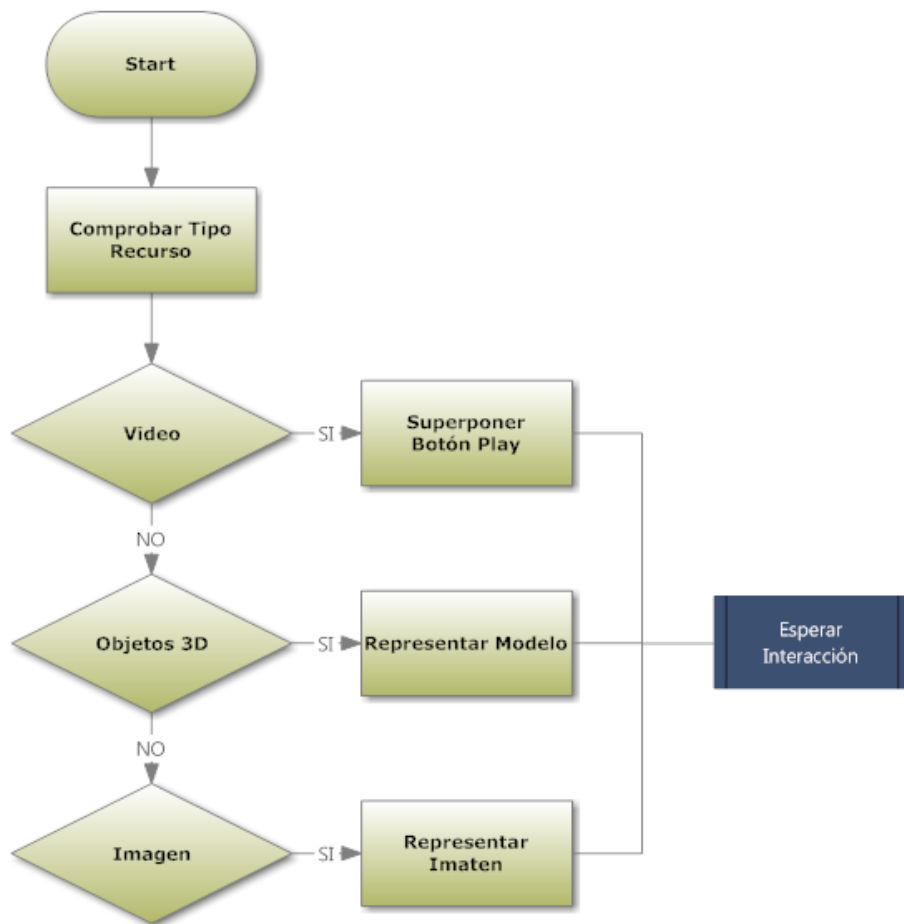 Start
Comprobar Tipo
Recurso
Video
SI
Superponer
Botón Play
NO
Objetos 3D
SI
Representar Modelo
Esperar
Interacción
NO
Imagen
SI
Representar
Imaten